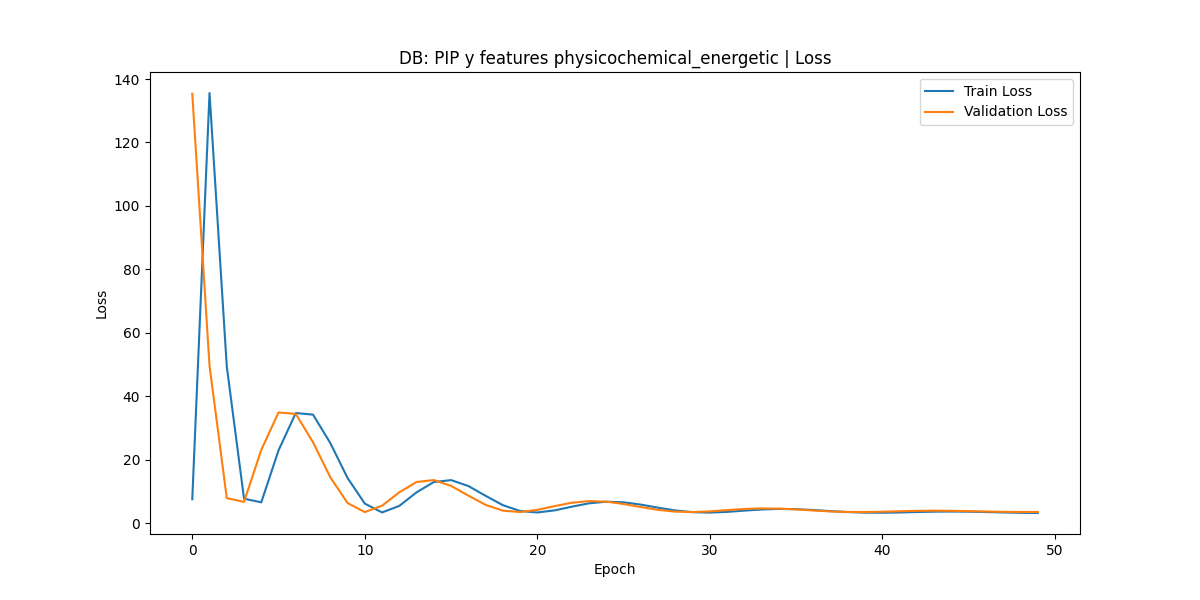 DB: PIP y features physicochemical_energetic | Loss
Train Loss
Validation Loss
140
120
100
80
60
40
20
0
Loss
0 10 20 30 40 50
Epoch